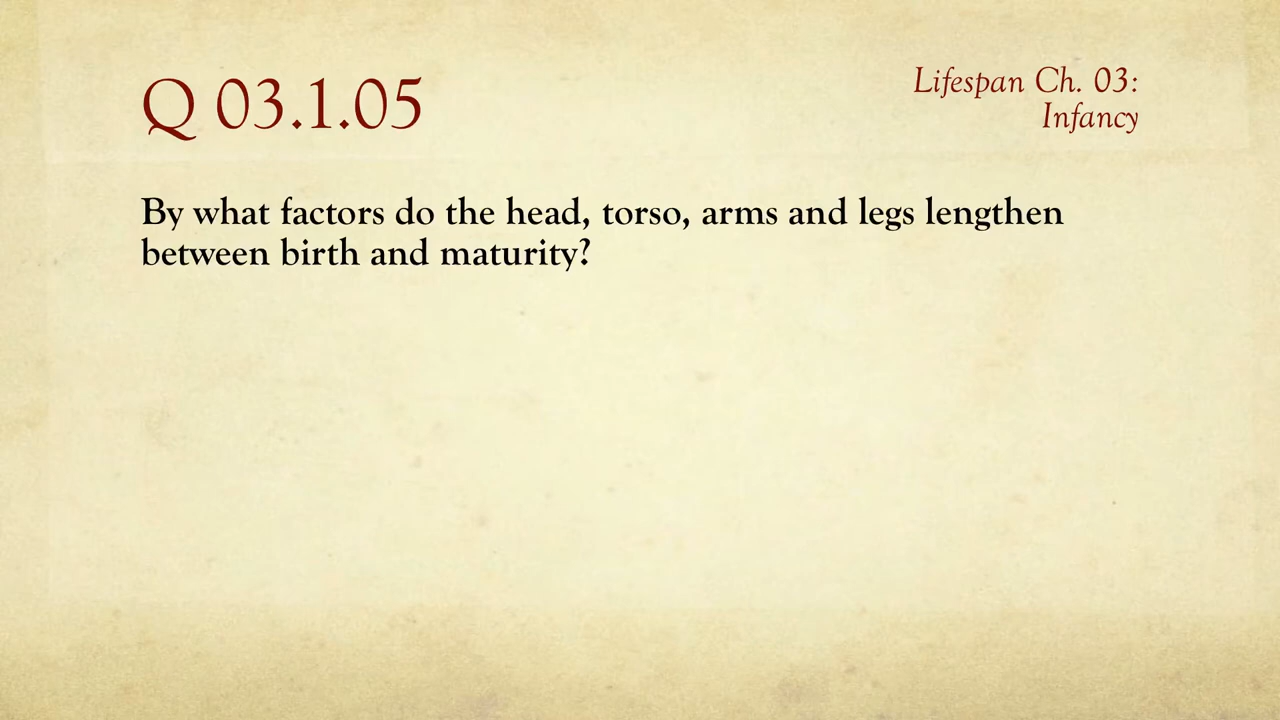 Q 03.1.05
Lifespan Ch. 03:
Infancy
By what factors do the head, torso, arms and legs lengthen
between birth and maturity?